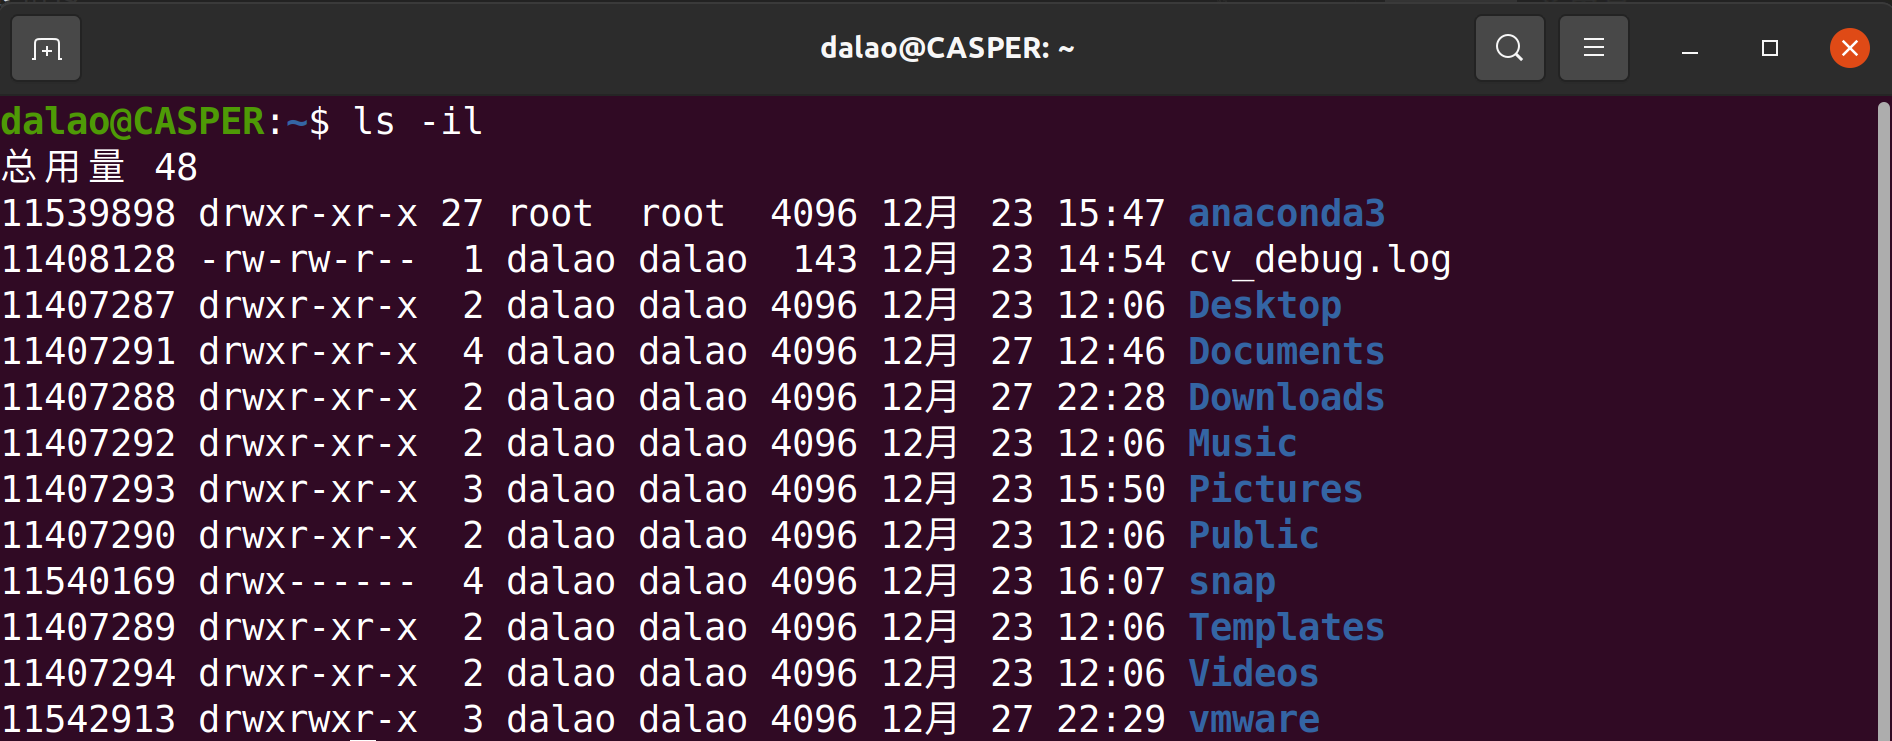 dalao@CASPER: ~
dalao@CASPER:~$ ls -il
总用量 48
11539898 drwxr-xr-x 27 root  root  4096 12月 23 15:47 anaconda3
11408128 -rw-rw-r--  1 dalao dalao  143 12月 23 14:54 cv_debug.log
11407287 drwxr-xr-x  2 dalao dalao 4096 12月 23 12:06 Desktop
11407291 drwxr-xr-x  4 dalao dalao 4096 12月 27 12:46 Documents
11407288 drwxr-xr-x  2 dalao dalao 4096 12月 27 22:28 Downloads
11407292 drwxr-xr-x  2 dalao dalao 4096 12月 23 12:06 Music
11407293 drwxr-xr-x  3 dalao dalao 4096 12月 23 15:50 Pictures
11407290 drwxr-xr-x  2 dalao dalao 4096 12月 23 12:06 Public
11540169 drwx------  4 dalao dalao 4096 12月 23 16:07 snap
11407289 drwxr-xr-x  2 dalao dalao 4096 12月 23 12:06 Templates
11407294 drwxr-xr-x  2 dalao dalao 4096 12月 23 12:06 Videos
11542913 drwxrwxr-x  3 dalao dalao 4096 12月 27 22:29 vmware